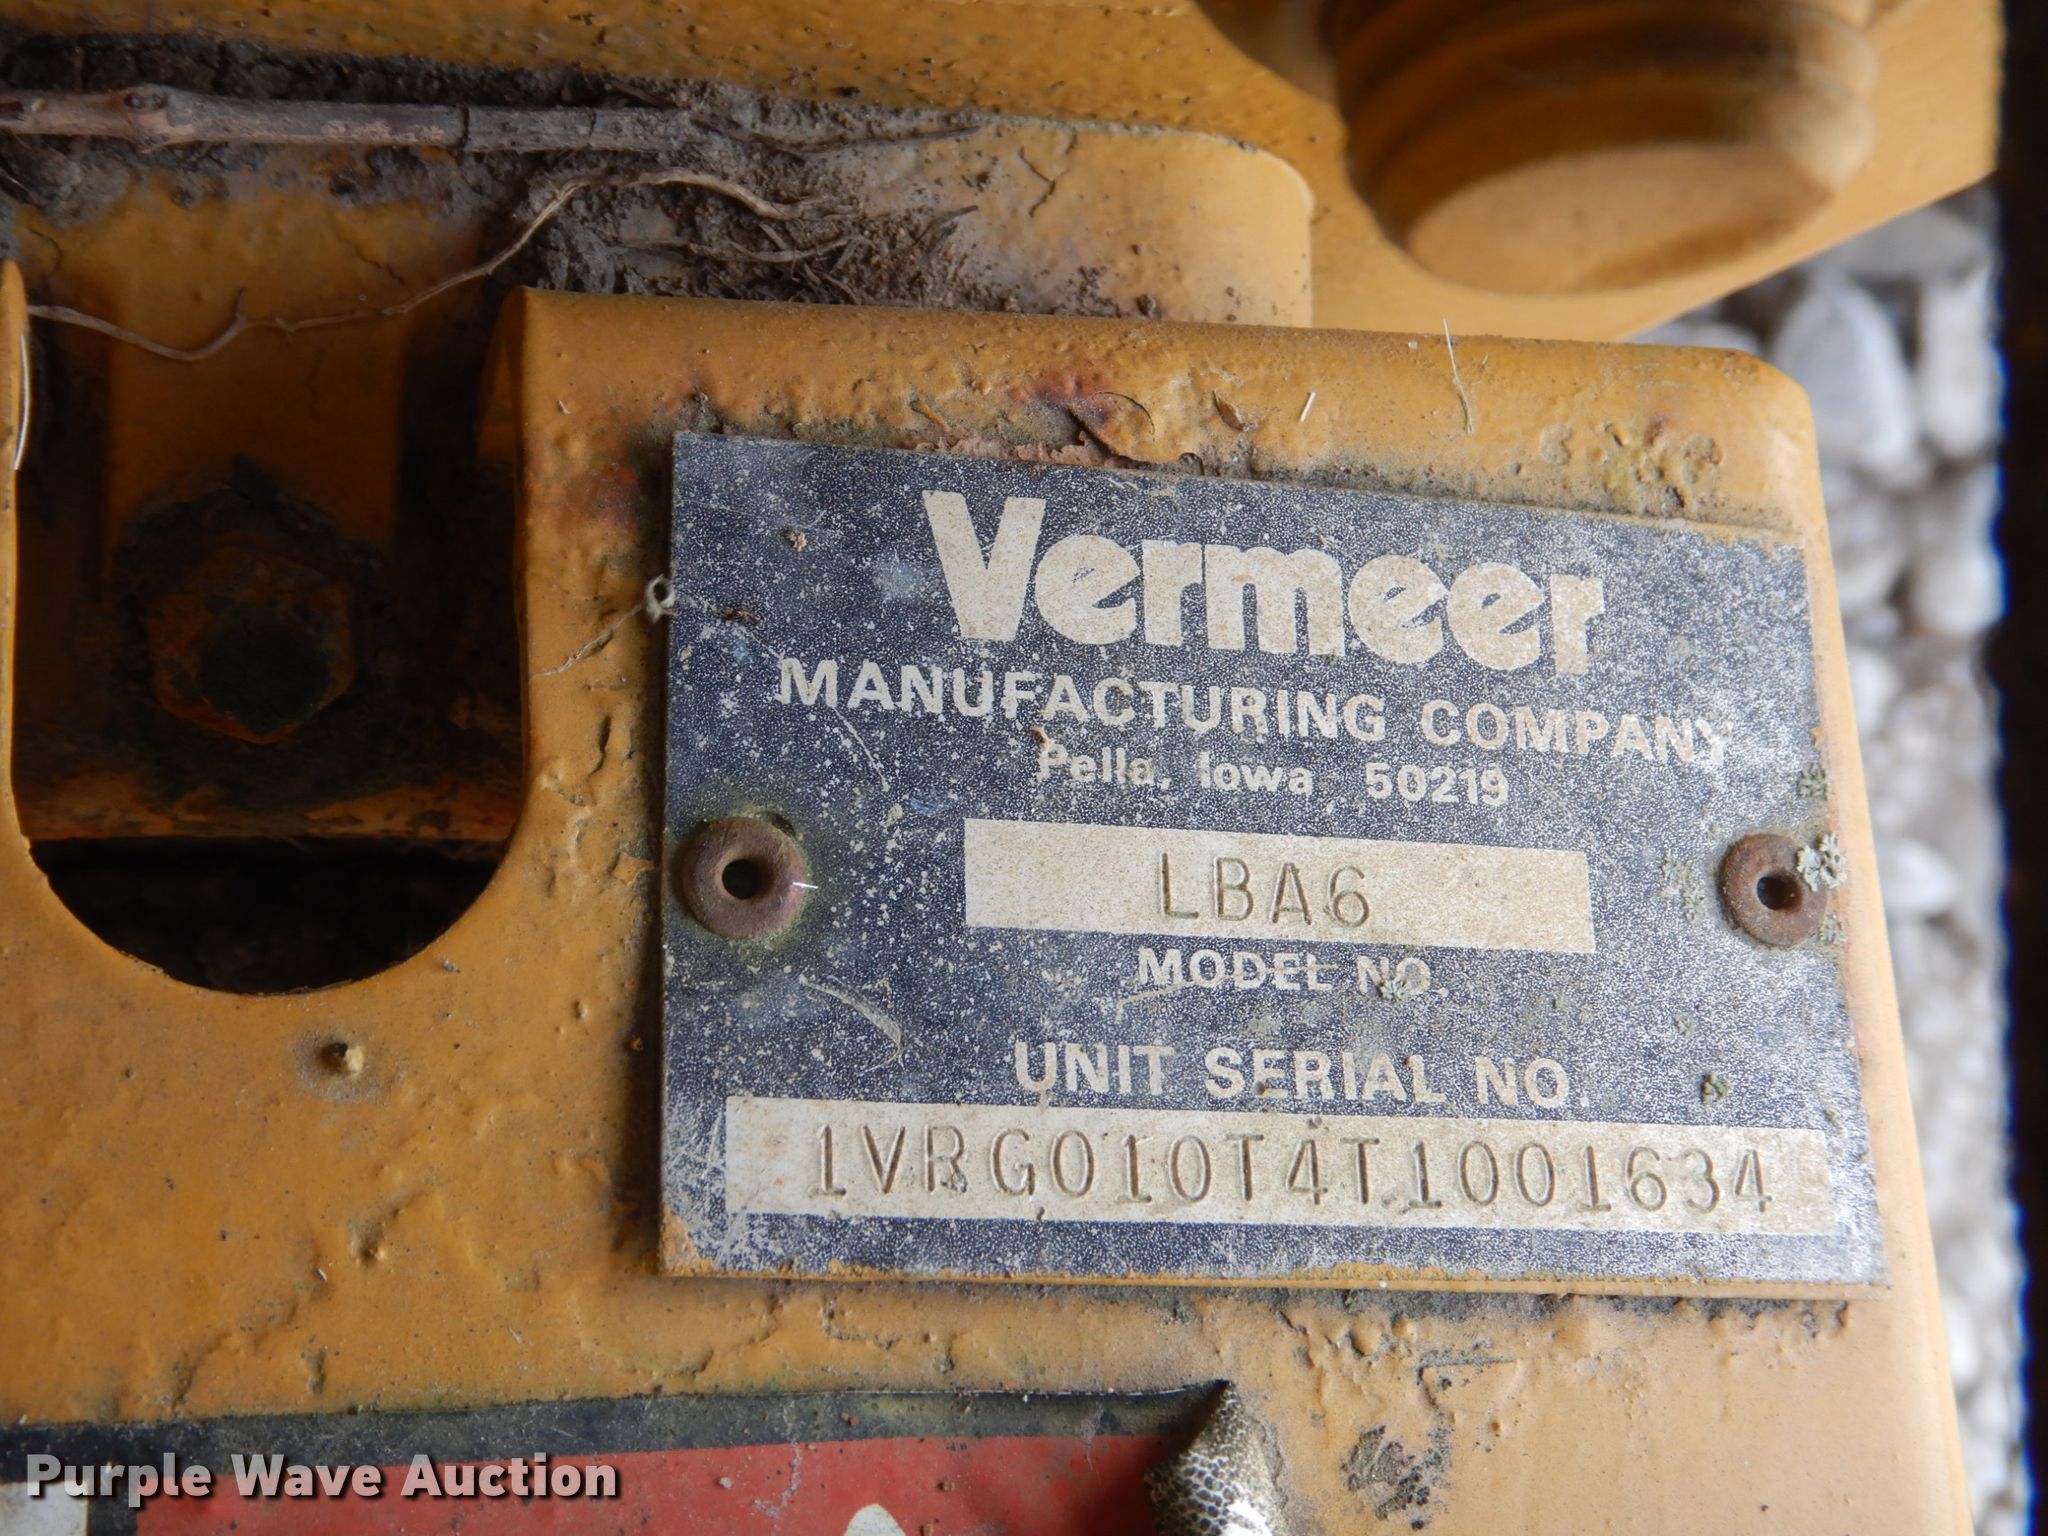 Vermeer
MANUFACTURING COMPANY
Pella, Iowa 50219
LBA6
MODEL NO.
UNIT SERIAL NO.
1VRG010T4T1001634
Purple Wave Auction